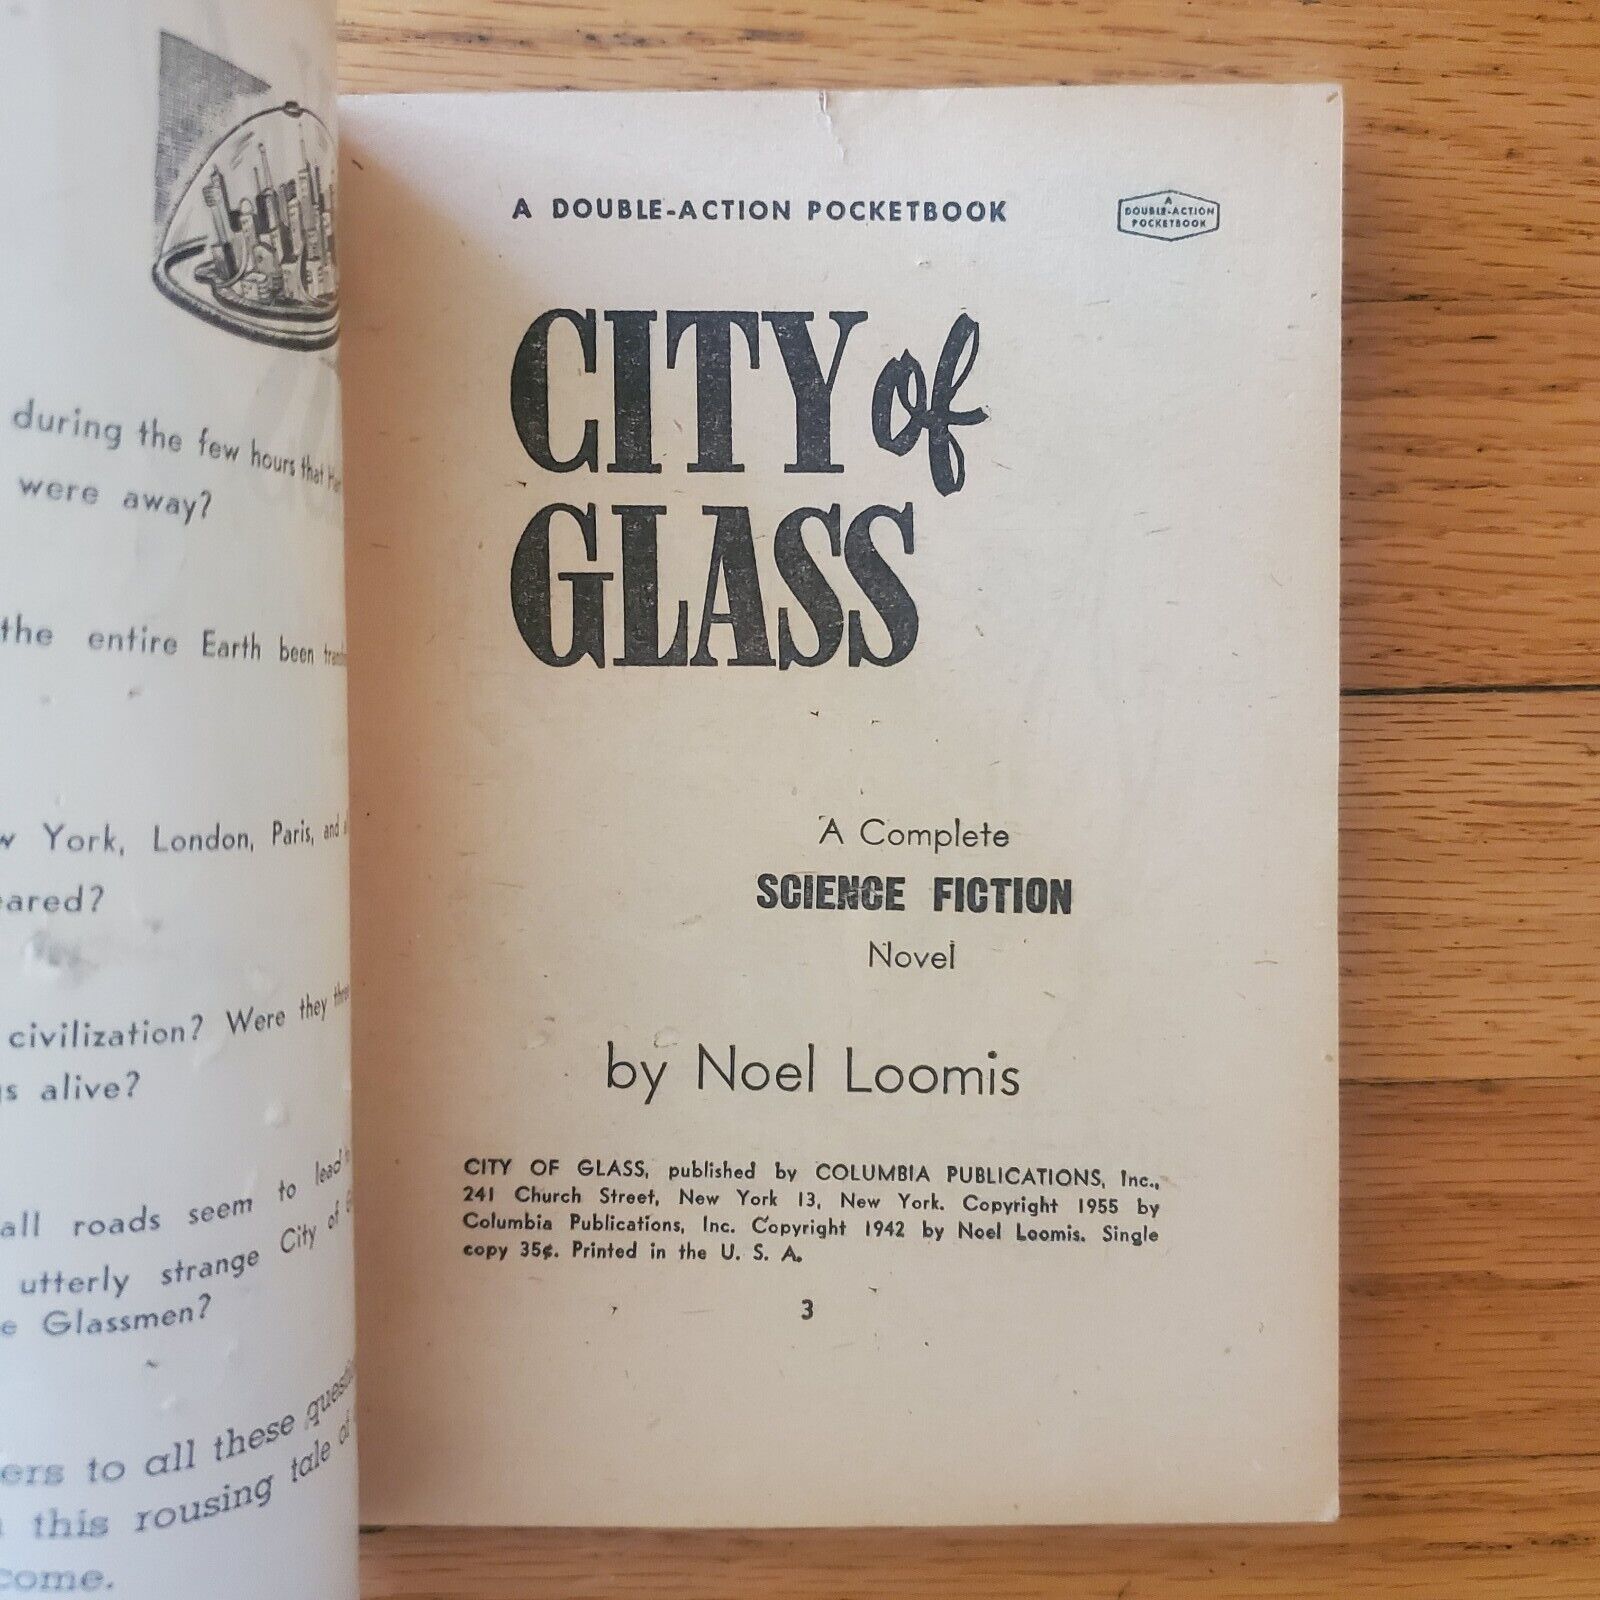 during the few hours that
were away?
the entire Earth been
York, London, Paris, and
civilization? Were they
alive?
all roads seem to lead
utterly strange City of
Glassmen?
to all these
this rousing tale of
come.
A DOUBLE-ACTION POCKETBOOK
A
DOUBLE-ACTION
POCKETBOOK
CITY of
GLASS
A Complete
SCIENCE FICTION
Novel
by Noel Loomis
CITY OF GLASS, published by COLUMBIA PUBLICATIONS, Inc.,
241 Church Street, New York 13, New York. Copyright 1955 by
Columbia Publications, Inc. Copyright 1942 by Noel Loomis. Single
copy 35¢. Printed in the U. S. A.
3